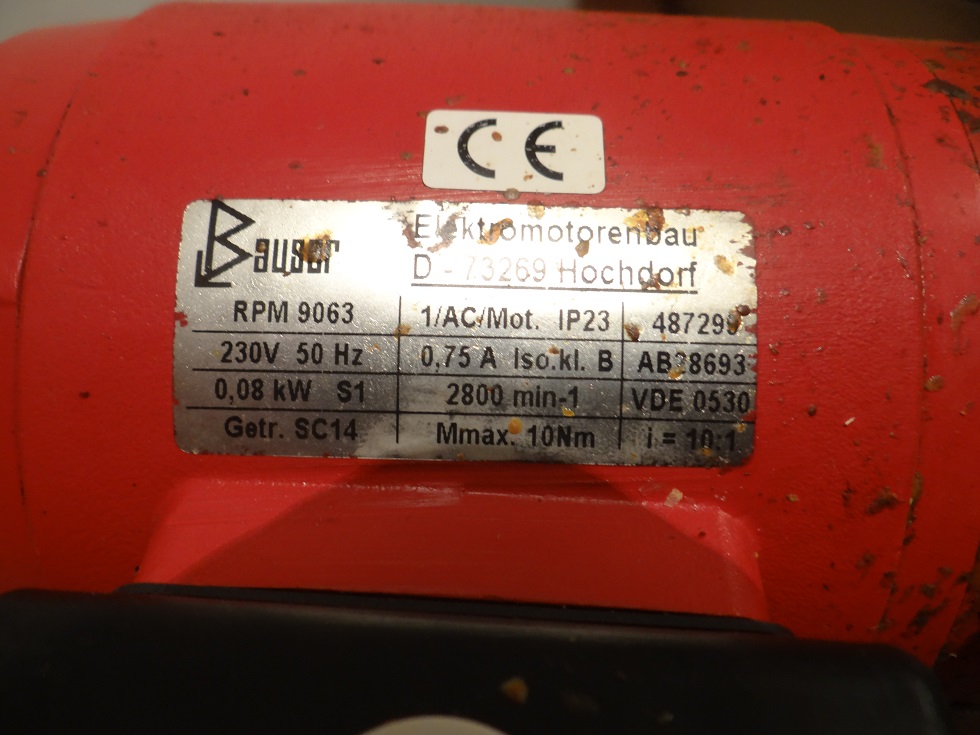 CE
Bauser Elektromotorenbau
D - 73269 Hochdorf
RPM 9063 1/AC/Mot. IP23 487299
230V 50 Hz 0,75 A Iso.kl. B
0,08 kW S1 2800 min-1 VDE 0530
Getr. SC14 Mmax. 10Nm i = 10:1